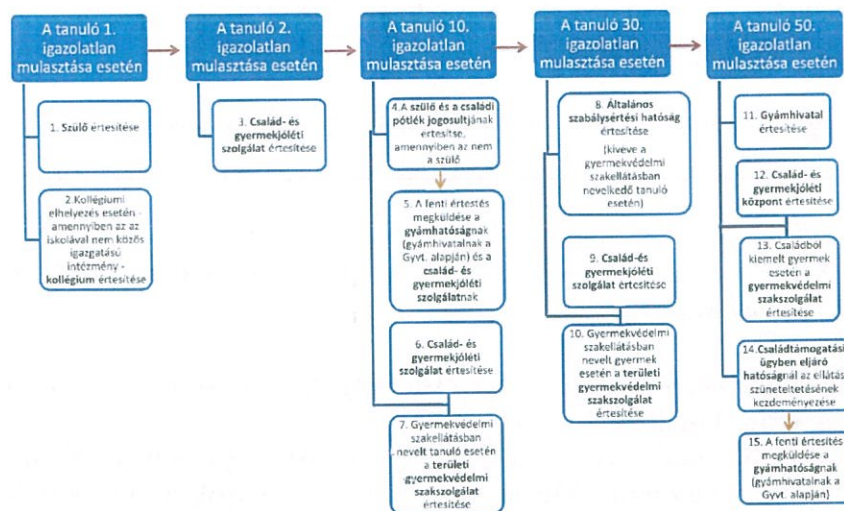 A tanuló 1.
igazolatlan
mulasztása esetén
1. Szülő értesítése
2.Kollégiumi
elhelyezés esetén -
amennyiben az az
iskolával nem közös
igazgatású
intézmény -
kollégium értesítése
A tanuló 2.
igazolatlan
mulasztása esetén
3. Család- és
gyermekjóléti
szolgálat értesítése
A tanuló 10.
igazolatlan
mulasztása esetén
4.A szülő és a családi
pótlék jogosultjának
értesítse,
amennyiben az nem
a szülő
5. A fenti értestés
megküldése a
gyámhatóságnak
(gyámhivatalnak a
Gyvt. alapján) és a
család- és
gyermekjóléti
szolgálatnak
6. Család- és
gyermekjóléti
szolgálat értesítése
7. Gyermekvédelmi
szakellátásban
nevelt tanuló esetén
a területi
gyermekvédelmi
szakszolgálat
értesítése
A tanuló 30.
igazolatlan
mulasztása esetén
8. Általános
szabálysértési hatóság
értesítése
(kivéve a
gyermekvédelmi
szakellátásban
nevelkedő tanuló
esetén)
9. Család-és
gyermekjóléti
szolgálat értesítése
10. Gyermekvédelmi
szakellátásban
nevelt gyermek
esetén a területi
gyermekvédelmi
szakszolgálat
értesítése
A tanuló 50.
igazolatlan
mulasztása esetén
11. Gyámhivatal
értesítése
12. Család- és
gyermekjóléti
központ értesítése
13. Családból
kiemelt gyermek
esetén a
gyermekvédelmi
szakszolgálat
értesítése
14.Családtámogatási
ügyben eljáró
hatóságnál az ellátás
szüneteltetésének
kezdeményezése
15. A fenti értesítés
megküldése a
gyámhatóságnak
(gyámhivatalnak a
Gyvt. alapján)